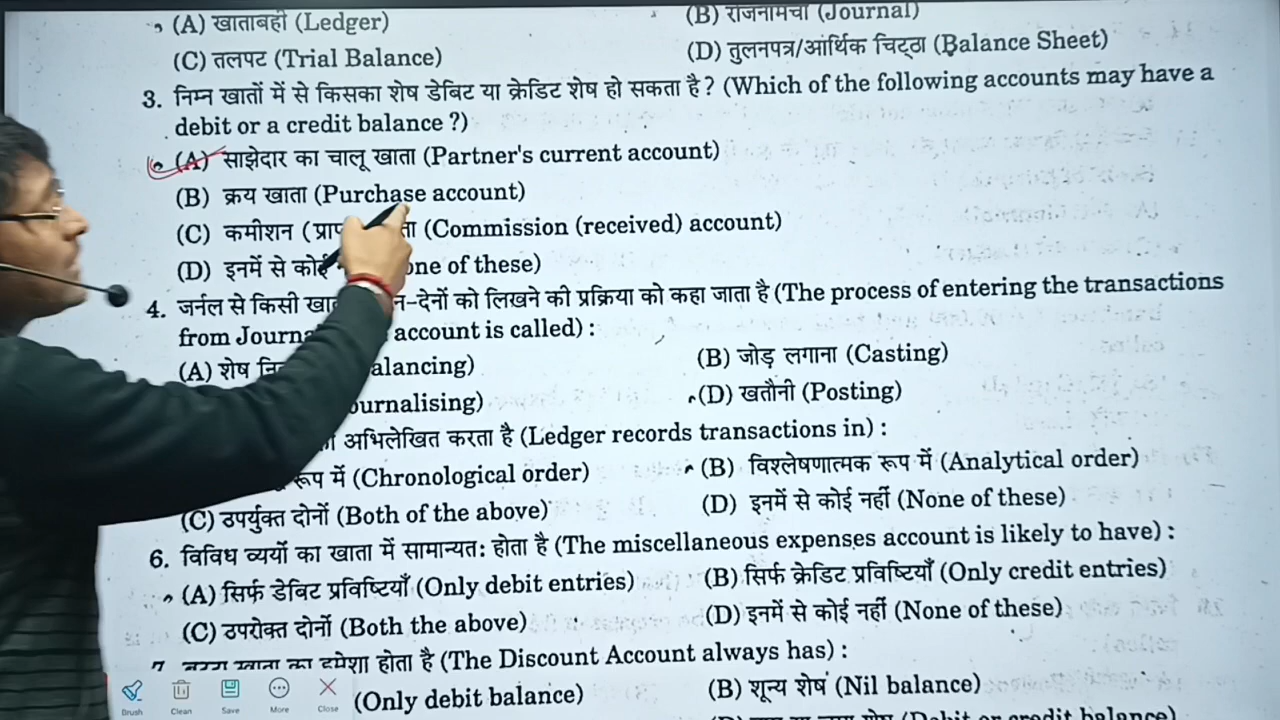 (A) खाताबही (Ledger) (B) रोजनामचा (Journal)
(C) तलपट (Trial Balance) (D) तुलनपत्र/आर्थिक चिट्ठा (Balance Sheet)
3. निम्न खातों में से किसका शेष डेबिट या क्रेडिट शेष हो सकता है? (Which of the following accounts may have a
debit or a credit balance ?)
(A) साझेदार का चालू खाता (Partner's current account)
(B) क्रय खाता (Purchase account)
(C) कमीशन (Commission (received) account)
(D) इनमें से कोई of these)
4. जर्नल से किसी को लिखने की प्रक्रिया को कहा जाता है (The process of entering the transactions
from account is called) :
(A) शेष (B) जोड़ लगाना (Casting)
(D) खतौनी (Posting)
अभिलेखित करता है (Ledger records transactions in) :
रूप में (Chronological order) (B) विश्लेषणात्मक रूप में (Analytical order)
(C) उपर्युक्त दोनों (Both of the above) (D) इनमें से कोई नहीं (None of these)
6. विविध व्ययों का खाता में सामान्यत: होता है (The miscellaneous expenses account is likely to have) :
(A) सिर्फ डेबिट प्रविष्टियाँ (Only debit entries) (B) सिर्फ क्रेडिट प्रविष्टियाँ (Only credit entries)
(C) उपरोक्त दोनों (Both the above) (D) इनमें से कोई नहीं (None of these)
7. होता है (The Discount Account always has) :
(Only debit balance) (B) शून्य शेष (Nil balance)
Brush Clean Save More Close